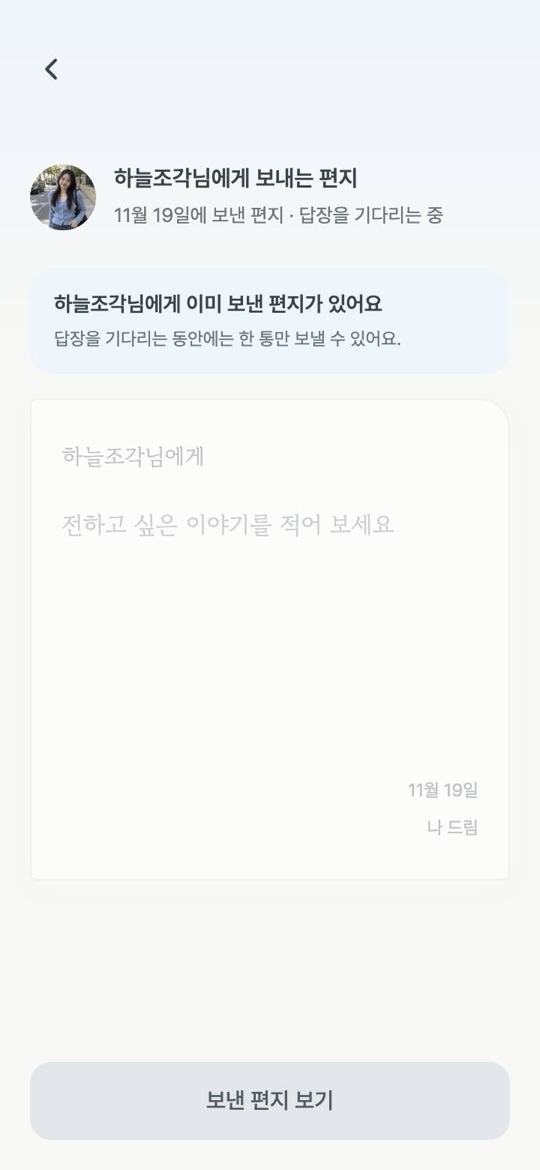 하늘조각님에게 보내는 편지
11월 19일에 보낸 편지 · 답장을 기다리는 중
하늘조각님에게 이미 보낸 편지가 있어요
답장을 기다리는 동안에는 한 통만 보낼 수 있어요.
하늘조각님에게
전하고 싶은 이야기를 적어 보세요
11월 19일
나 드림
보낸 편지 보기